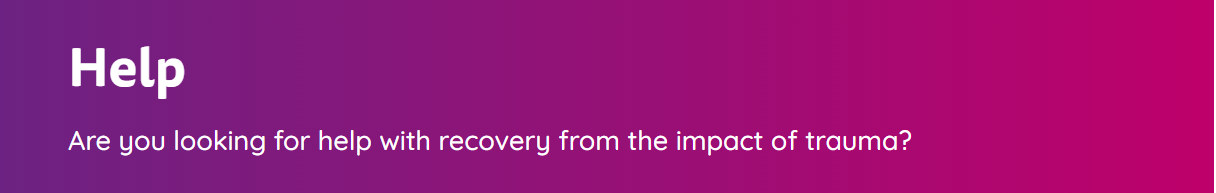 Help
Are you looking for help with recovery from the impact of trauma?